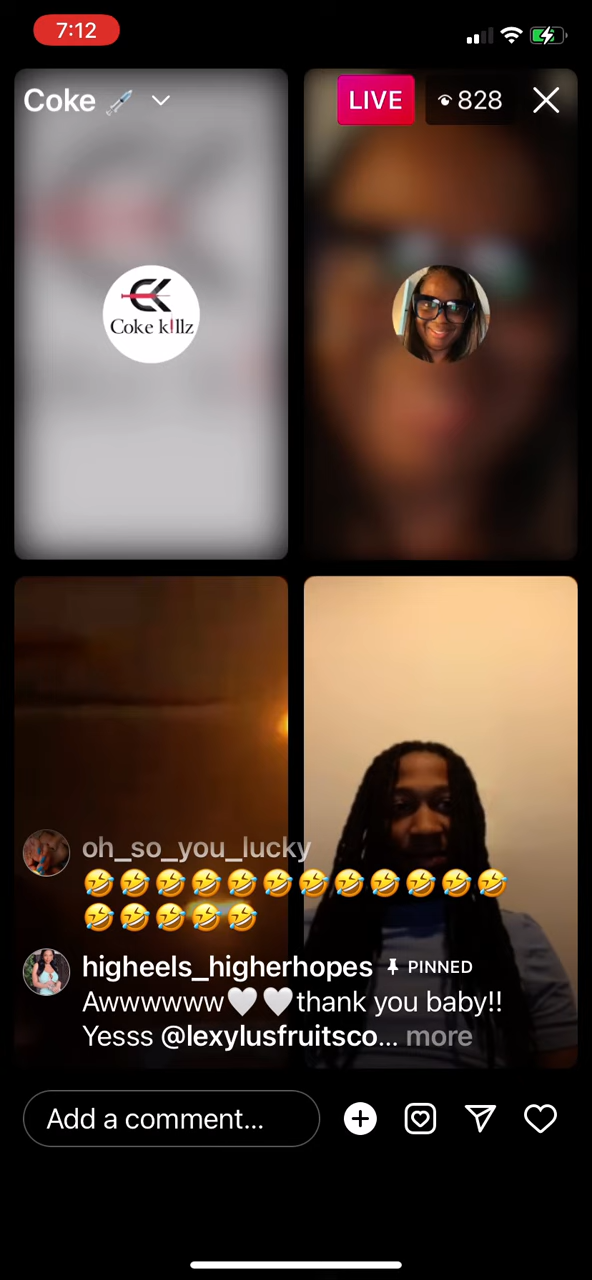 7:12
Coke 
LIVE
828
CK
Coke k!llz
oh_so_you_lucky
🤣🤣🤣🤣🤣🤣🤣🤣🤣🤣🤣🤣
🤣🤣🤣🤣🤣
higheels_higherhopes PINNED
Awwwwww🤍🤍thank you baby!!
Yesss @lexylusfruitsco... more
Add a comment...